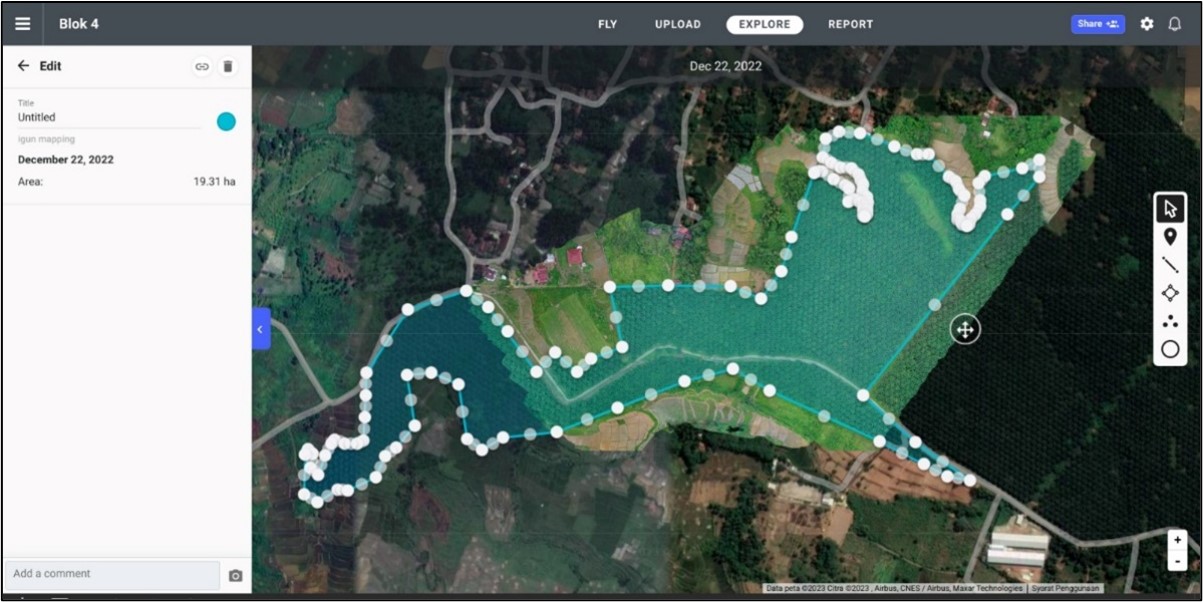 Blok 4
FLY UPLOAD EXPLORE REPORT
Share
Edit
Dec 22, 2022
Title
Untitled
igun mapping
December 22, 2022
Area: 19.31 ha
Add a comment
Data peta ©2023 Citra ©2023 , Airbus, CNES / Airbus, Maxar Technologies | Syarat Penggunaan